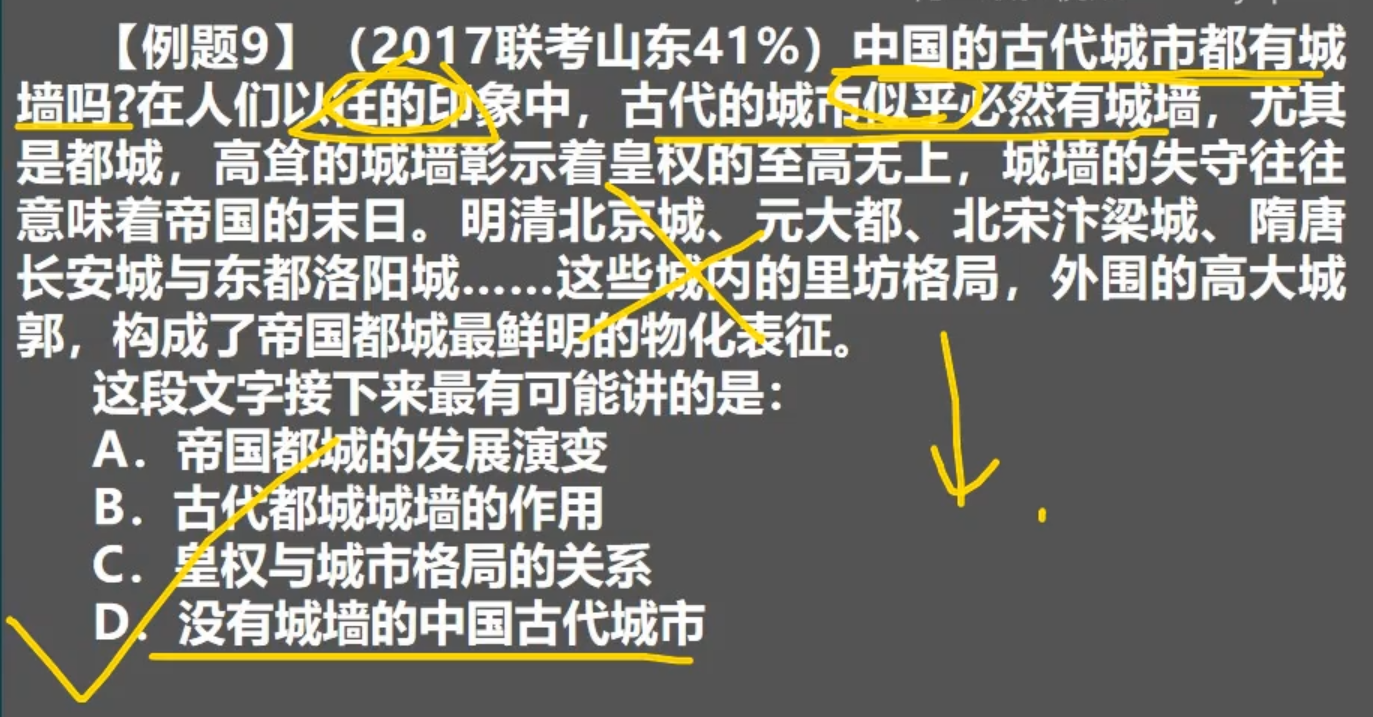 【例题9】（2017联考山东41%）中国的古代城市都有城
墙吗?在人们以往的印象中，古代的城市似乎必然有城墙，尤其
是都城，高耸的城墙彰示着皇权的至高无上，城墙的失守往往
意味着帝国的末日。明清北京城、元大都、北宋汴梁城、隋唐
长安城与东都洛阳城……这些城内的里坊格局，外围的高大城
郭，构成了帝国都城最鲜明的物化表征。
这段文字接下来最有可能讲的是：
A．帝国都城的发展演变
B．古代都城城墙的作用
C．皇权与城市格局的关系
D．没有城墙的中国古代城市